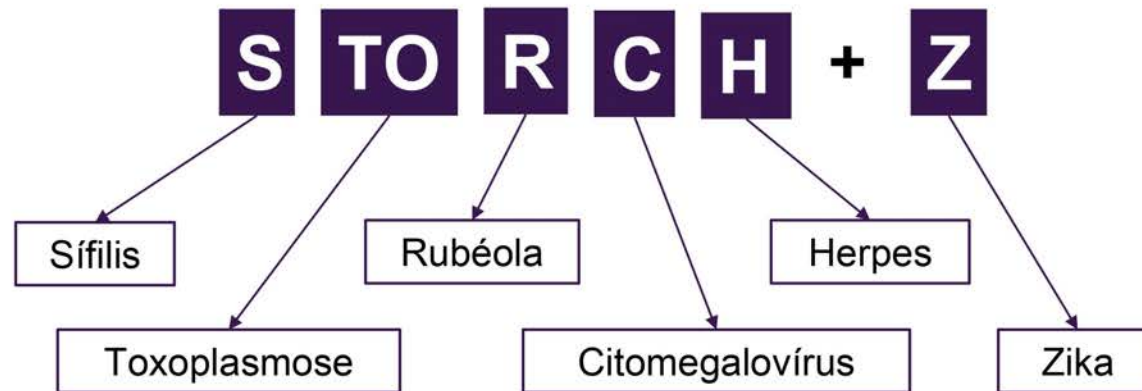 S TO R C H + Z
Sífilis
Rubéola
Herpes
Toxoplasmose
Citomegalovírus
Zika